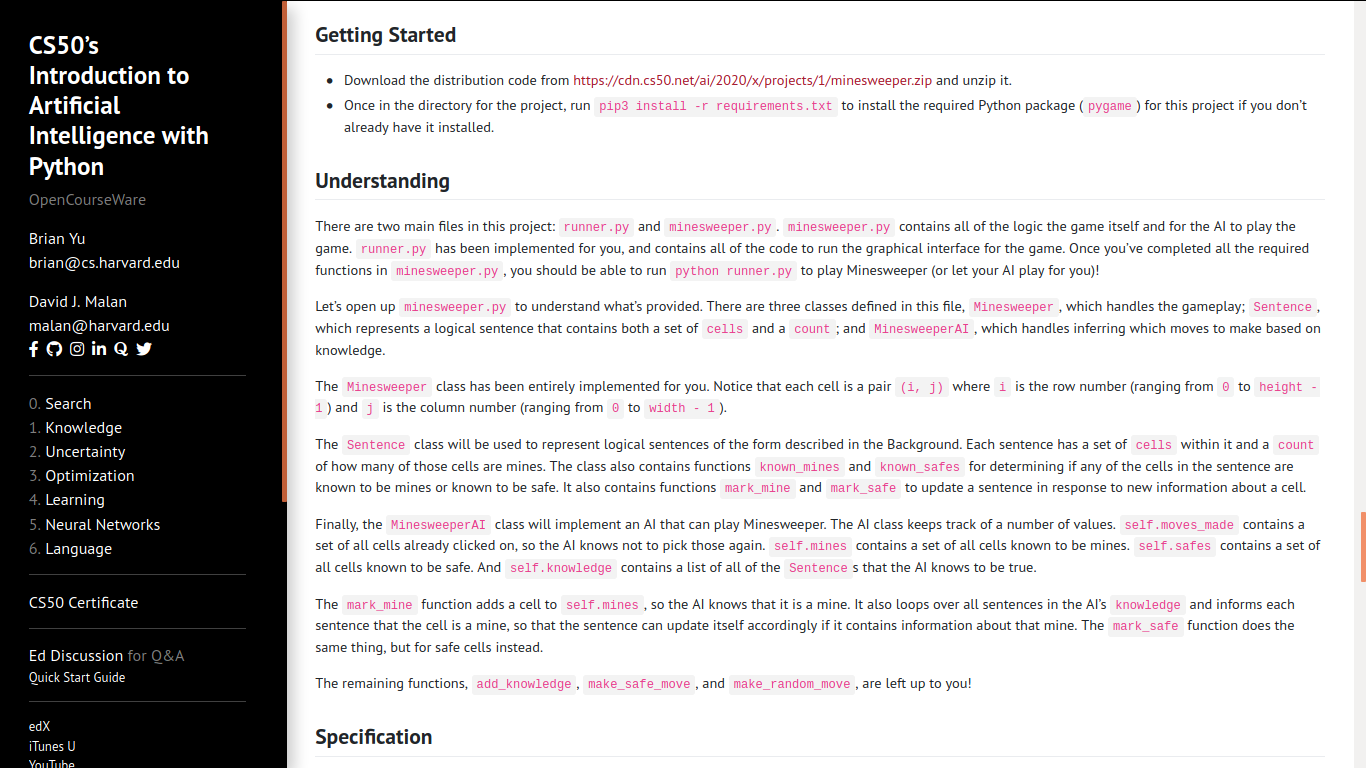 CS50's
Introduction to
Artificial
Intelligence with
Python
OpenCourseWare
Brian Yu
brian@cs.harvard.edu
David J. Malan
malan@harvard.edu
0. Search
1. Knowledge
2. Uncertainty
3. Optimization
4. Learning
5. Neural Networks
6. Language
CS50 Certificate
Ed Discussion for Q&A
Quick Start Guide
edX
iTunes U
YouTube
Getting Started
• Download the distribution code from https://cdn.cs50.net/ai/2020/x/projects/1/minesweeper.zip and unzip it.
• Once in the directory for the project, run pip3 install -r requirements.txt to install the required Python package ( pygame ) for this project if you don't
already have it installed.
Understanding
There are two main files in this project: runner.py and minesweeper.py . minesweeper.py contains all of the logic the game itself and for the AI to play the
game. runner.py has been implemented for you, and contains all of the code to run the graphical interface for the game. Once you've completed all the required
functions in minesweeper.py , you should be able to run python runner.py to play Minesweeper (or let your AI play for you)!
Let's open up minesweeper.py to understand what's provided. There are three classes defined in this file, Minesweeper , which handles the gameplay; Sentence ,
which represents a logical sentence that contains both a set of cells and a count ; and MinesweeperAI , which handles inferring which moves to make based on
knowledge.
The Minesweeper class has been entirely implemented for you. Notice that each cell is a pair (i, j) where i is the row number (ranging from 0 to height -
1 ) and j is the column number (ranging from 0 to width - 1 ).
The Sentence class will be used to represent logical sentences of the form described in the Background. Each sentence has a set of cells within it and a count
of how many of those cells are mines. The class also contains functions known_mines and known_safes for determining if any of the cells in the sentence are
known to be mines or known to be safe. It also contains functions mark_mine and mark_safe to update a sentence in response to new information about a cell.
Finally, the MinesweeperAI class will implement an AI that can play Minesweeper. The AI class keeps track of a number of values. self.moves_made contains a
set of all cells already clicked on, so the AI knows not to pick those again. self.mines contains a set of all cells known to be mines. self.safes contains a set of
all cells known to be safe. And self.knowledge contains a list of all of the Sentence s that the AI knows to be true.
The mark_mine function adds a cell to self.mines , so the AI knows that it is a mine. It also loops over all sentences in the AI's knowledge and informs each
sentence that the cell is a mine, so that the sentence can update itself accordingly if it contains information about that mine. The mark_safe function does the
same thing, but for safe cells instead.
The remaining functions, add_knowledge , make_safe_move , and make_random_move , are left up to you!
Specification